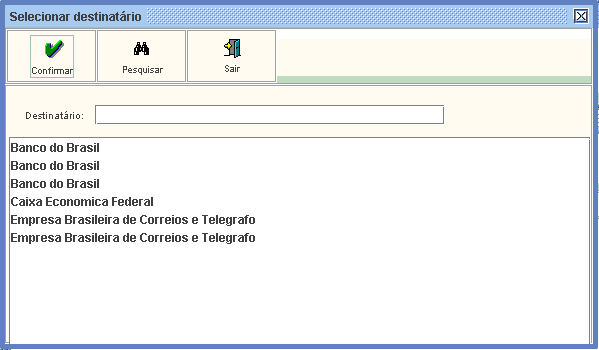 Selecionar destinatário
Confirmar Pesquisar Sair
Destinatário:
Banco do Brasil
Banco do Brasil
Banco do Brasil
Caixa Economica Federal
Empresa Brasileira de Correios e Telegrafo
Empresa Brasileira de Correios e Telegrafo